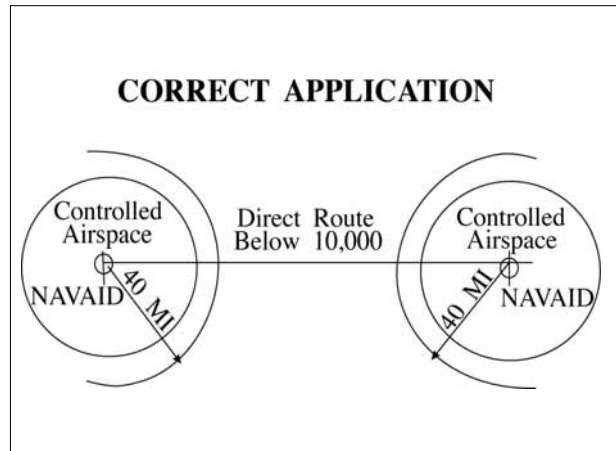 CORRECT APPLICATION
Controlled
Airspace
NAVAID
40 MI
Direct Route
Below 10,000
Controlled
Airspace
NAVAID
40 MI